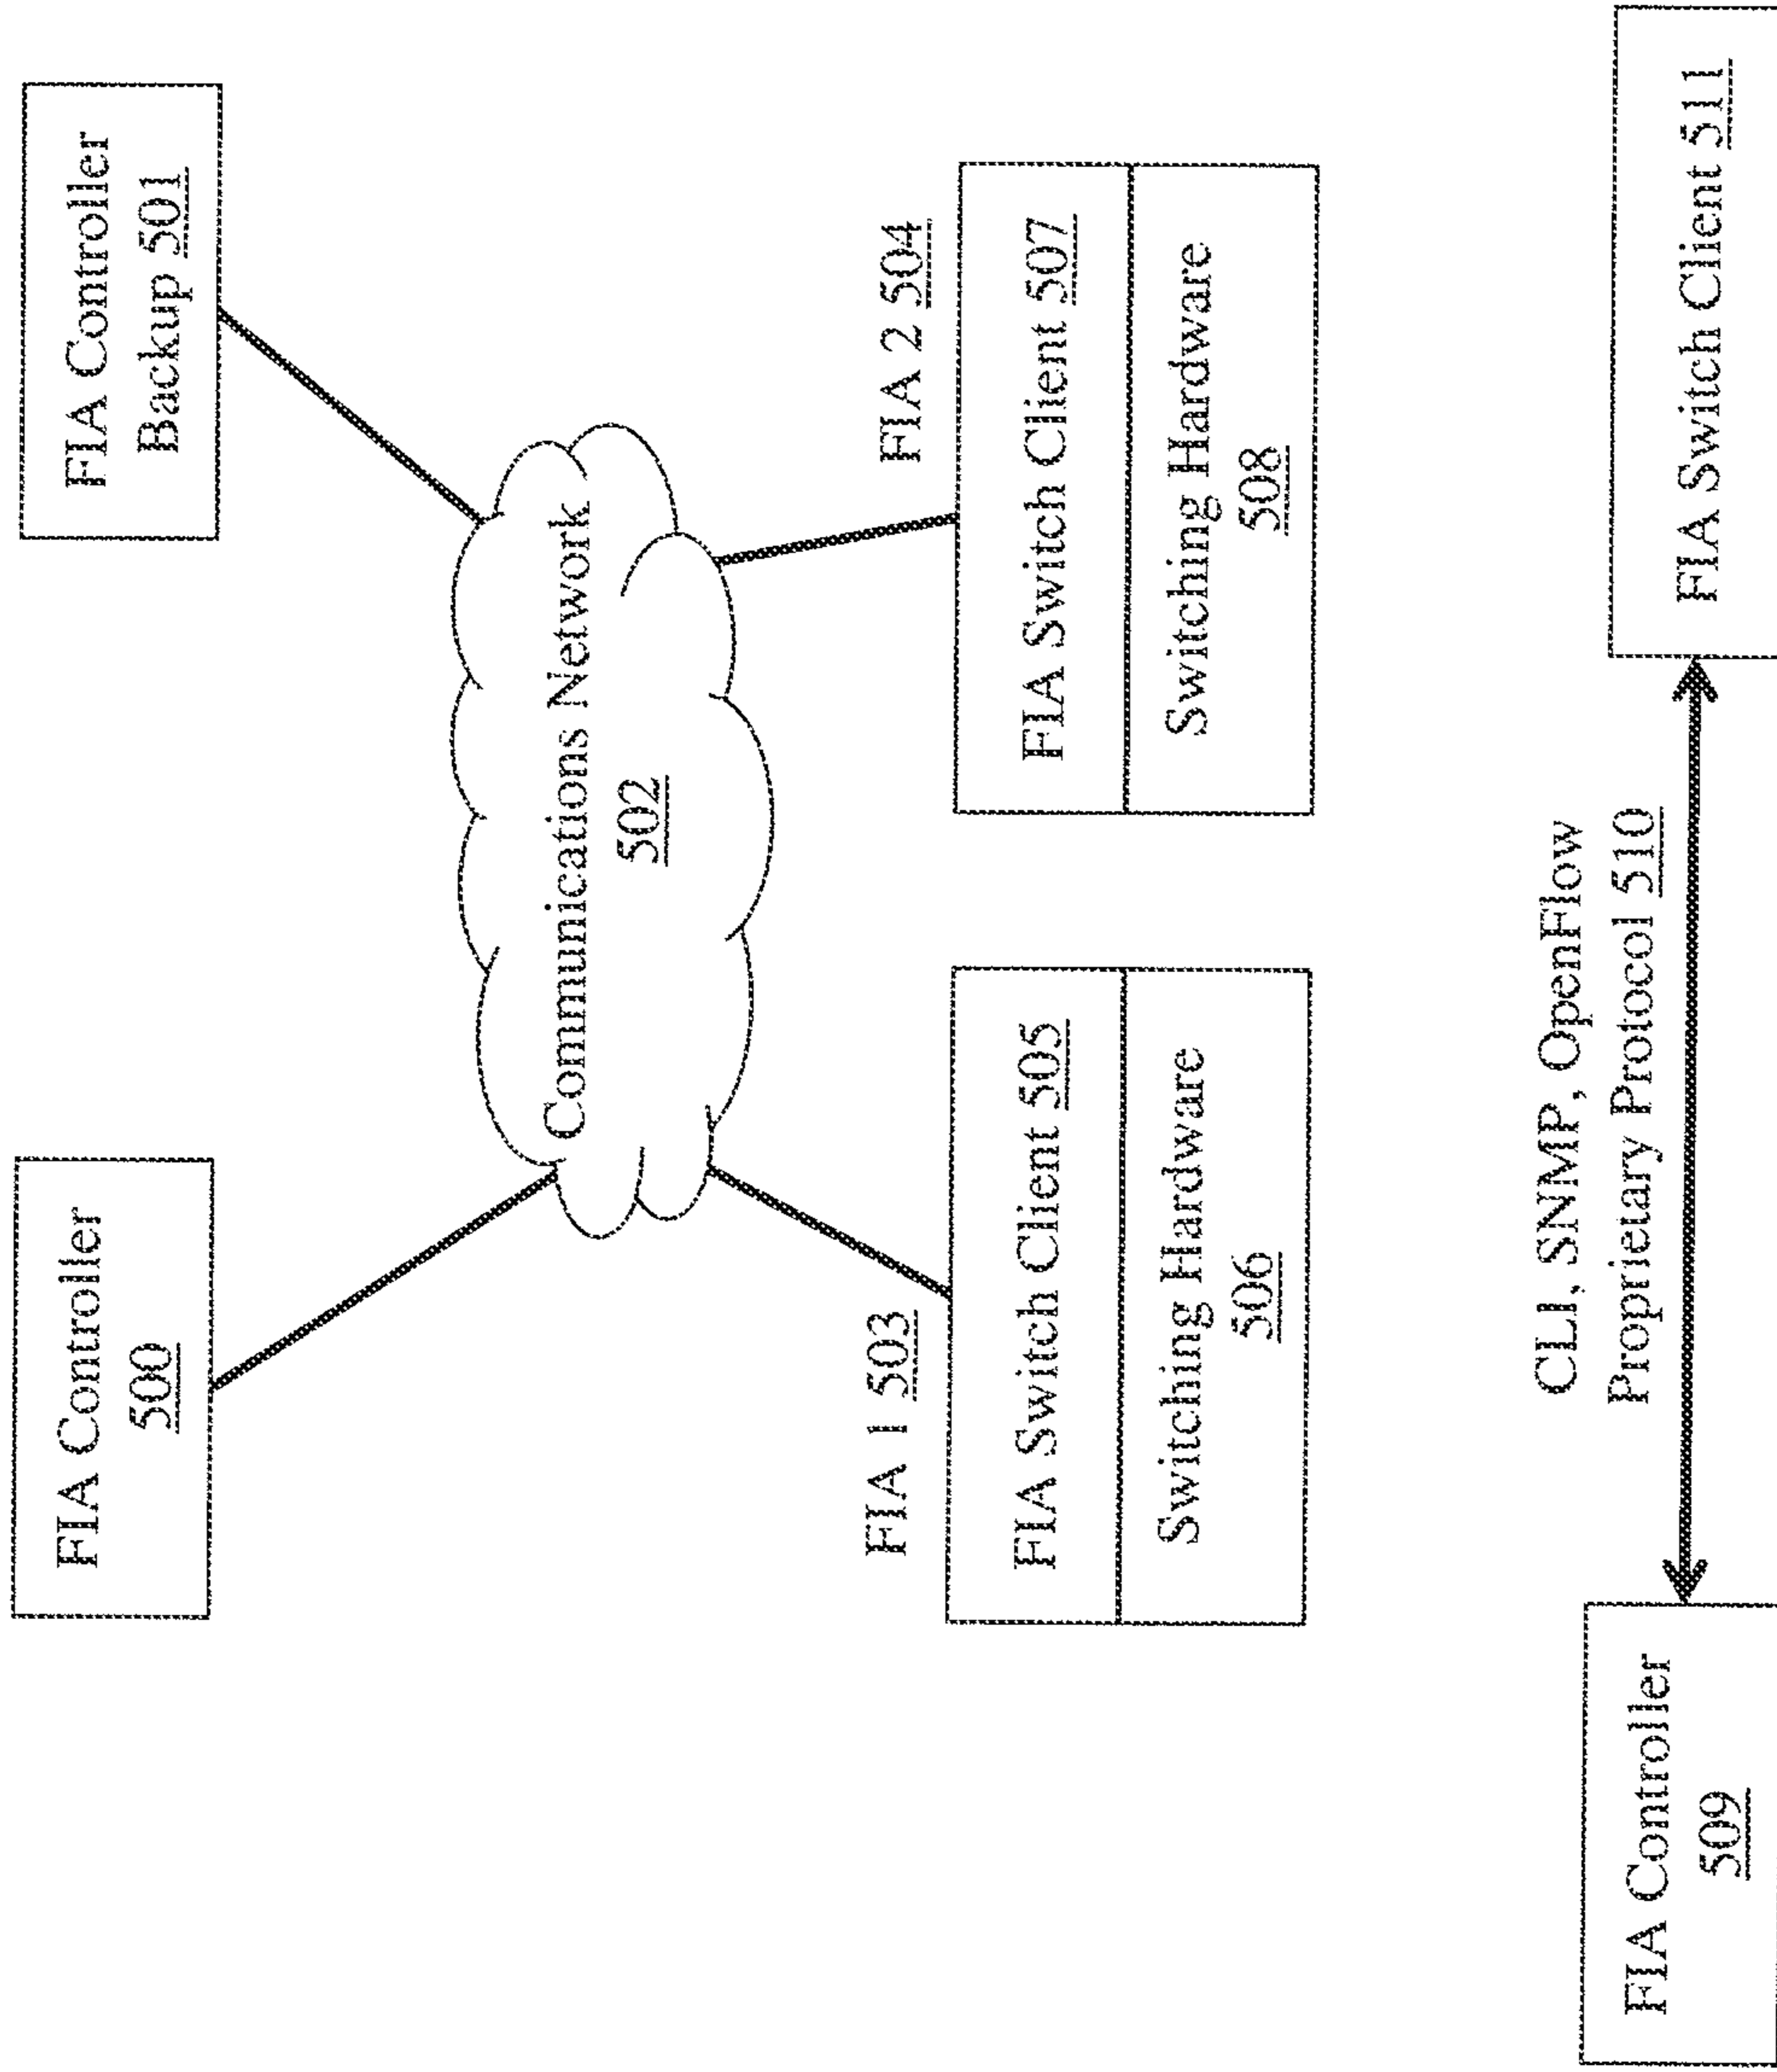 FIA Controller
500
FIA Controller
Backup 501
Communications Network
502
FIA 1 503
FIA 2 504
FIA Switch Client 505
Switching Hardware
506
FIA Switch Client 507
Switching Hardware
508
FIA Controller
509
CLI, SNMP, OpenFlow
Proprietary Protocol 510
FIA Switch Client 511